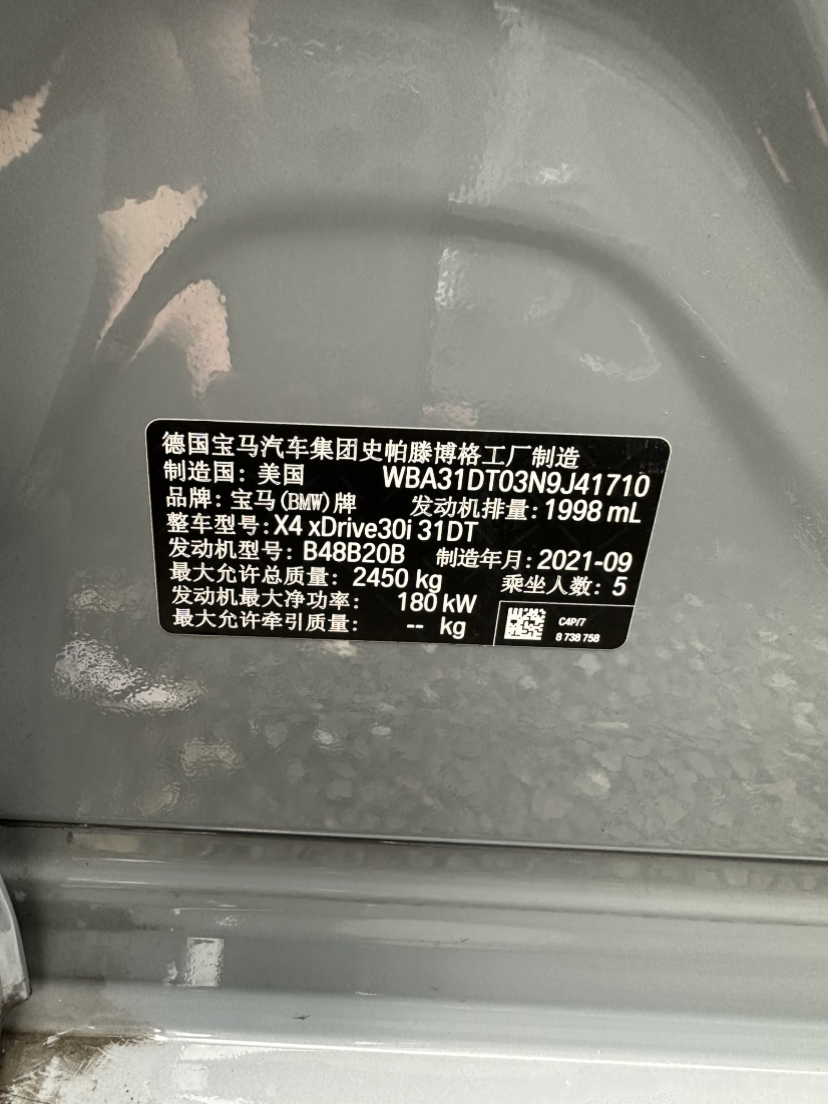 德国宝马汽车集团史帕滕博格工厂制造
制造国: 美国 WBA31DT03N9J41710
品牌: 宝马(BMW)牌 发动机排量: 1998 mL
整车型号: X4 xDrive30i 31DT
发动机型号: B48B20B 制造年月: 2021-09
最大允许总质量: 2450 kg 乘坐人数: 5
发动机最大净功率: 180 kW
最大允许牵引质量: -- kg
C4P/7
8 738 758